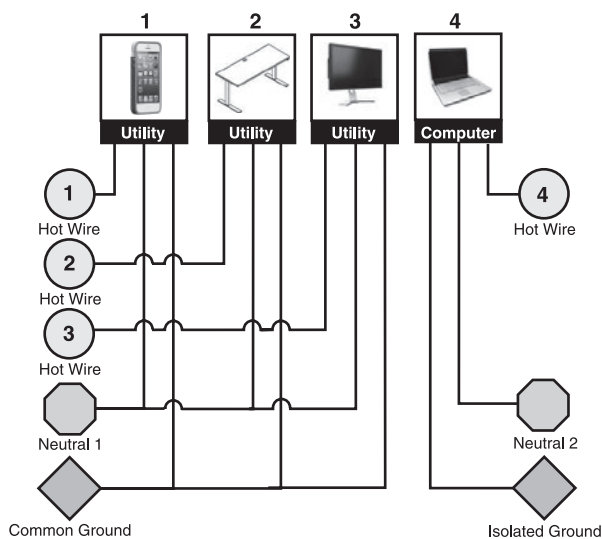 1 2 3 4
Utility Utility Utility Computer
1 4
Hot Wire Hot Wire
2
Hot Wire
3
Hot Wire
Neutral 1 Neutral 2
Common Ground Isolated Ground